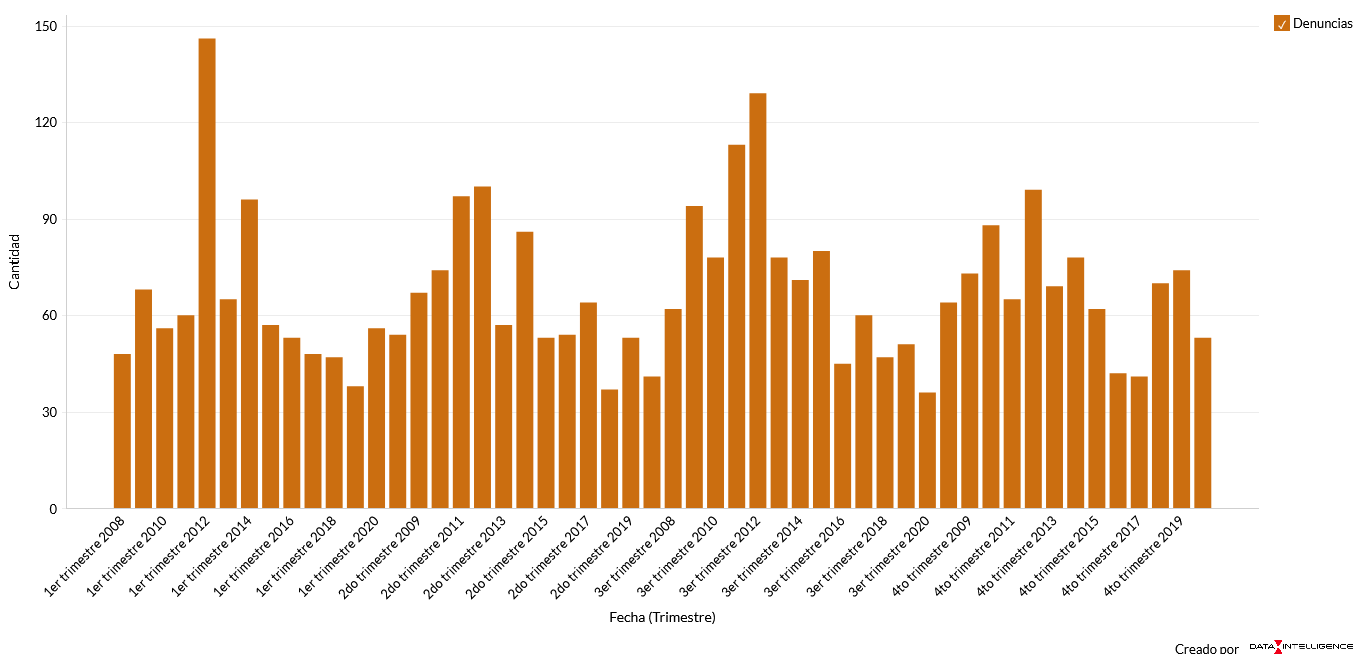 150
120
90
60
30
0
Cantidad
Denuncias
1er trimestre 2008
1er trimestre 2010
1er trimestre 2012
1er trimestre 2014
1er trimestre 2016
1er trimestre 2018
1er trimestre 2020
2do trimestre 2009
2do trimestre 2011
2do trimestre 2013
2do trimestre 2015
2do trimestre 2017
2do trimestre 2019
3er trimestre 2008
3er trimestre 2010
3er trimestre 2012
3er trimestre 2014
3er trimestre 2016
3er trimestre 2018
3er trimestre 2020
4to trimestre 2009
4to trimestre 2011
4to trimestre 2013
4to trimestre 2015
4to trimestre 2017
4to trimestre 2019
Fecha (Trimestre)
Creado por DATA INTELLIGENCE